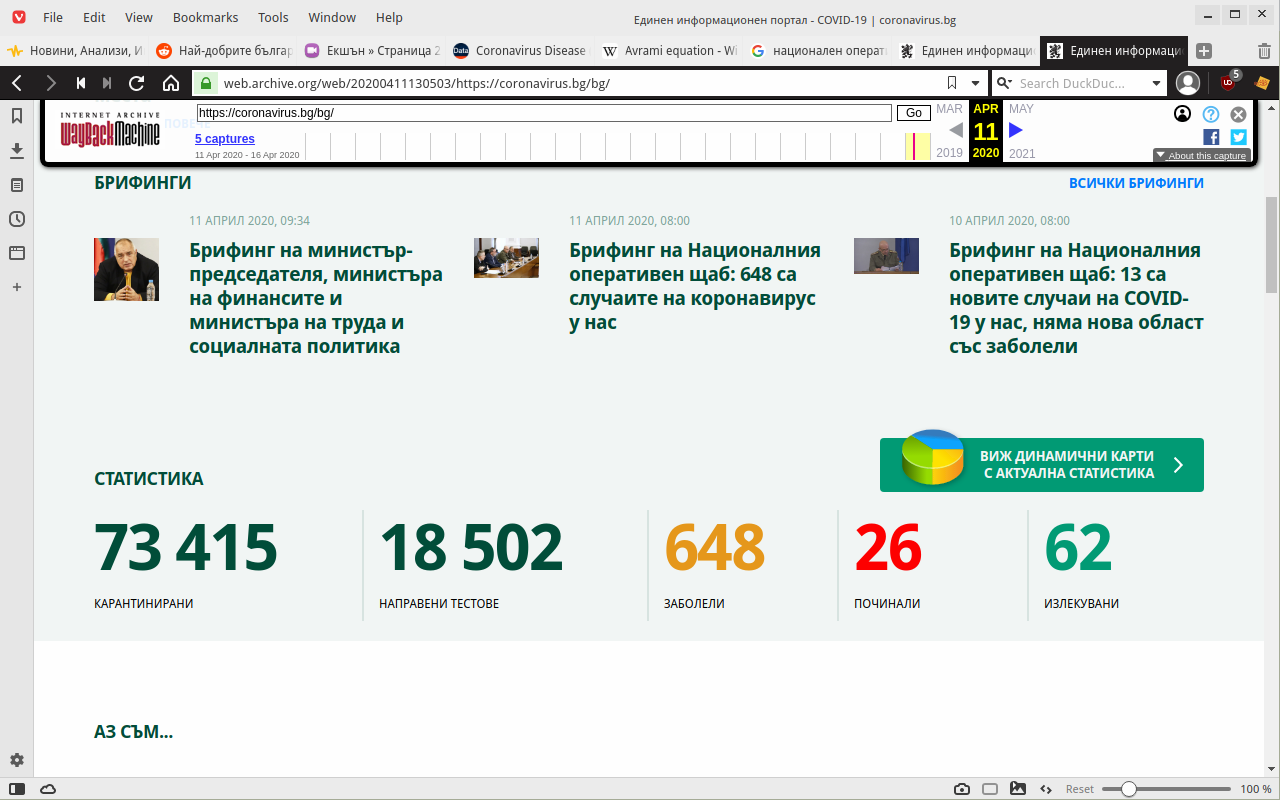 File Edit View Bookmarks Tools Window Help
Единен информационен портал - COVID-19 | coronavirus.bg
Новини, Анализи, И
Най-добрите българ
Екшън » Страница 2
Coronavirus Disease
Avrami equation - Wi
национален операт
Единен информаци
Единен информаци
web.archive.org/web/20200411130503/https://coronavirus.bg/bg/
Search DuckDuc...
5
INTERNET ARCHIVE
WayBackMachine
https://coronavirus.bg/bg/
Go
5 captures
11 Apr 2020 - 16 Apr 2020
MAR APR MAY
11
2019 2020 2021
About this capture
БРИФИНГИ
ВСИЧКИ БРИФИНГИ
11 АПРИЛ 2020, 09:34
Брифинг на министър-
председателя, министъра
на финансите и
министъра на труда и
социалната политика
11 АПРИЛ 2020, 08:00
Брифинг на Националния
оперативен щаб: 648 са
случаите на коронавирус
у нас
10 АПРИЛ 2020, 08:00
Брифинг на Националния
оперативен щаб: 13 са
новите случаи на COVID-
19 у нас, няма нова област
със заболели
СТАТИСТИКА
ВИЖ ДИНАМИЧНИ КАРТИ
С АКТУАЛНА СТАТИСТИКА
73 415
КАРАНТИНИРАНИ
18 502
НАПРАВЕНИ ТЕСТОВЕ
648
ЗАБОЛЕЛИ
26
ПОЧИНАЛИ
62
ИЗЛЕКУВАНИ
АЗ СЪМ...
Reset
100 %